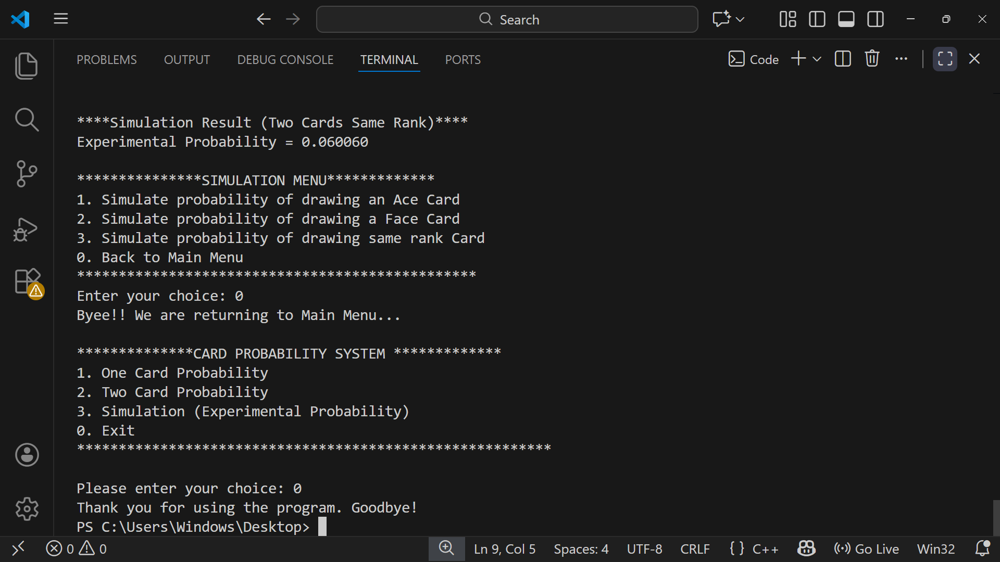 Search
PROBLEMS OUTPUT DEBUG CONSOLE TERMINAL PORTS Code
****Simulation Result (Two Cards Same Rank)****
Experimental Probability = 0.060060
***************SIMULATION MENU*************
1. Simulate probability of drawing an Ace Card
2. Simulate probability of drawing a Face Card
3. Simulate probability of drawing same rank Card
0. Back to Main Menu
************************************************
Enter your choice: 0
Byee!! We are returning to Main Menu...
**************CARD PROBABILITY SYSTEM *************
1. One Card Probability
2. Two Card Probability
3. Simulation (Experimental Probability)
0. Exit
*********************************************************
Please enter your choice: 0
Thank you for using the program. Goodbye!
PS C:\Users\Windows\Desktop>
0 0 Ln 9, Col 5 Spaces: 4 UTF-8 CRLF {} C++ Go Live Win32